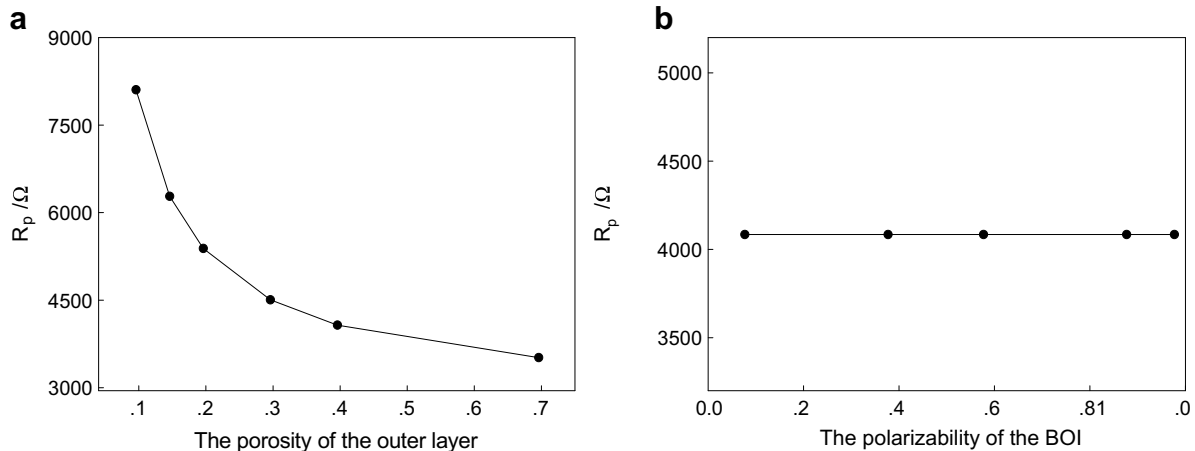 a
9000
7500
6000
4500
3000
Rp /Ω
.1 .2 .3 .4 .5 .6 .7
The porosity of the outer layer
b
5000
4500
4000
3500
Rp /Ω
0.0 .2 .4 .6 .81 .0
The polarizability of the BOI